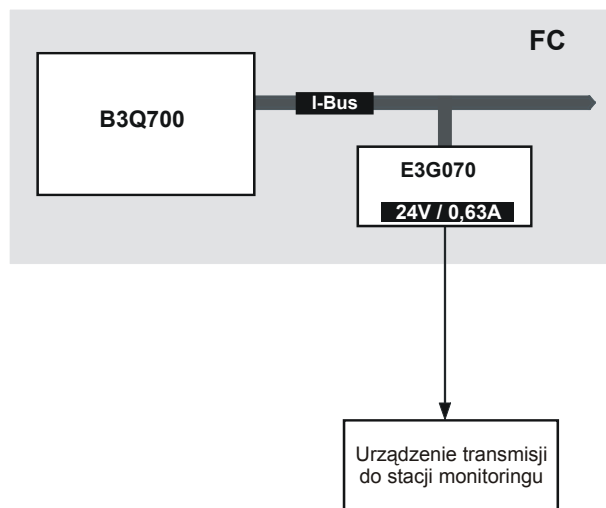 FC
B3Q700
I-Bus
E3G070
24V / 0,63A
Urządzenie transmisji
do stacji monitoringu